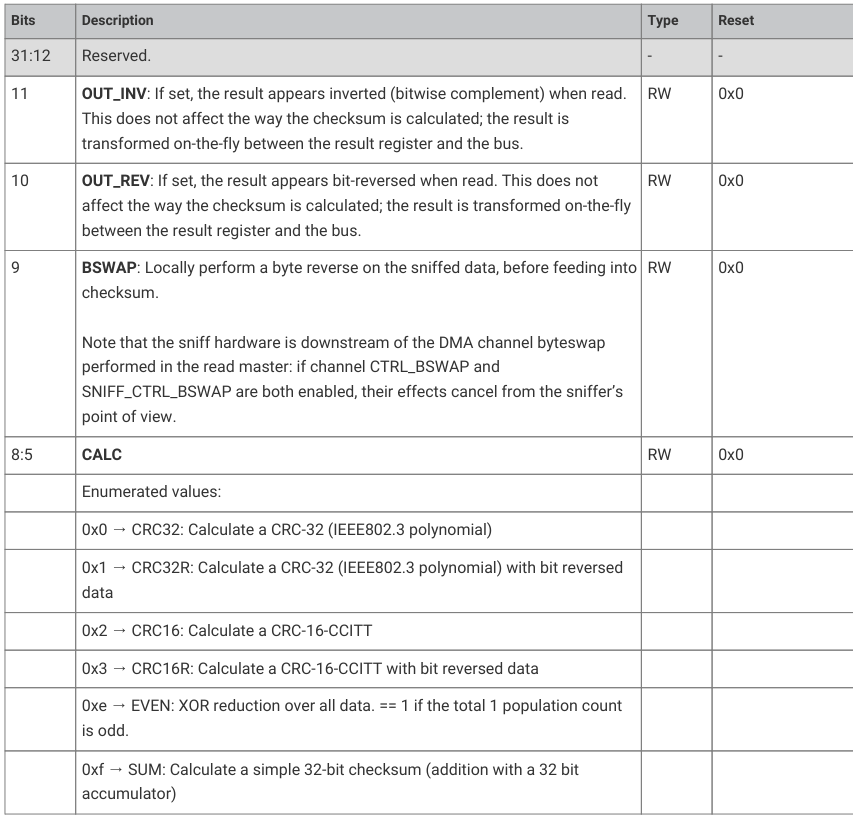 Bits Description Type Reset
31:12 Reserved. - -
11 OUT_INV: If set, the result appears inverted (bitwise complement) when read. RW 0x0
This does not affect the way the checksum is calculated; the result is
transformed on-the-fly between the result register and the bus.
10 OUT_REV: If set, the result appears bit-reversed when read. This does not RW 0x0
affect the way the checksum is calculated; the result is transformed on-the-fly
between the result register and the bus.
9 BSWAP: Locally perform a byte reverse on the sniffed data, before feeding into RW 0x0
checksum.
Note that the sniff hardware is downstream of the DMA channel byteswap
performed in the read master: if channel CTRL_BSWAP and
SNIFF_CTRL_BSWAP are both enabled, their effects cancel from the sniffer’s
point of view.
8:5 CALC RW 0x0
Enumerated values:
0x0 → CRC32: Calculate a CRC-32 (IEEE802.3 polynomial)
0x1 → CRC32R: Calculate a CRC-32 (IEEE802.3 polynomial) with bit reversed
data
0x2 → CRC16: Calculate a CRC-16-CCITT
0x3 → CRC16R: Calculate a CRC-16-CCITT with bit reversed data
0xe → EVEN: XOR reduction over all data. == 1 if the total 1 population count
is odd.
0xf → SUM: Calculate a simple 32-bit checksum (addition with a 32 bit
accumulator)